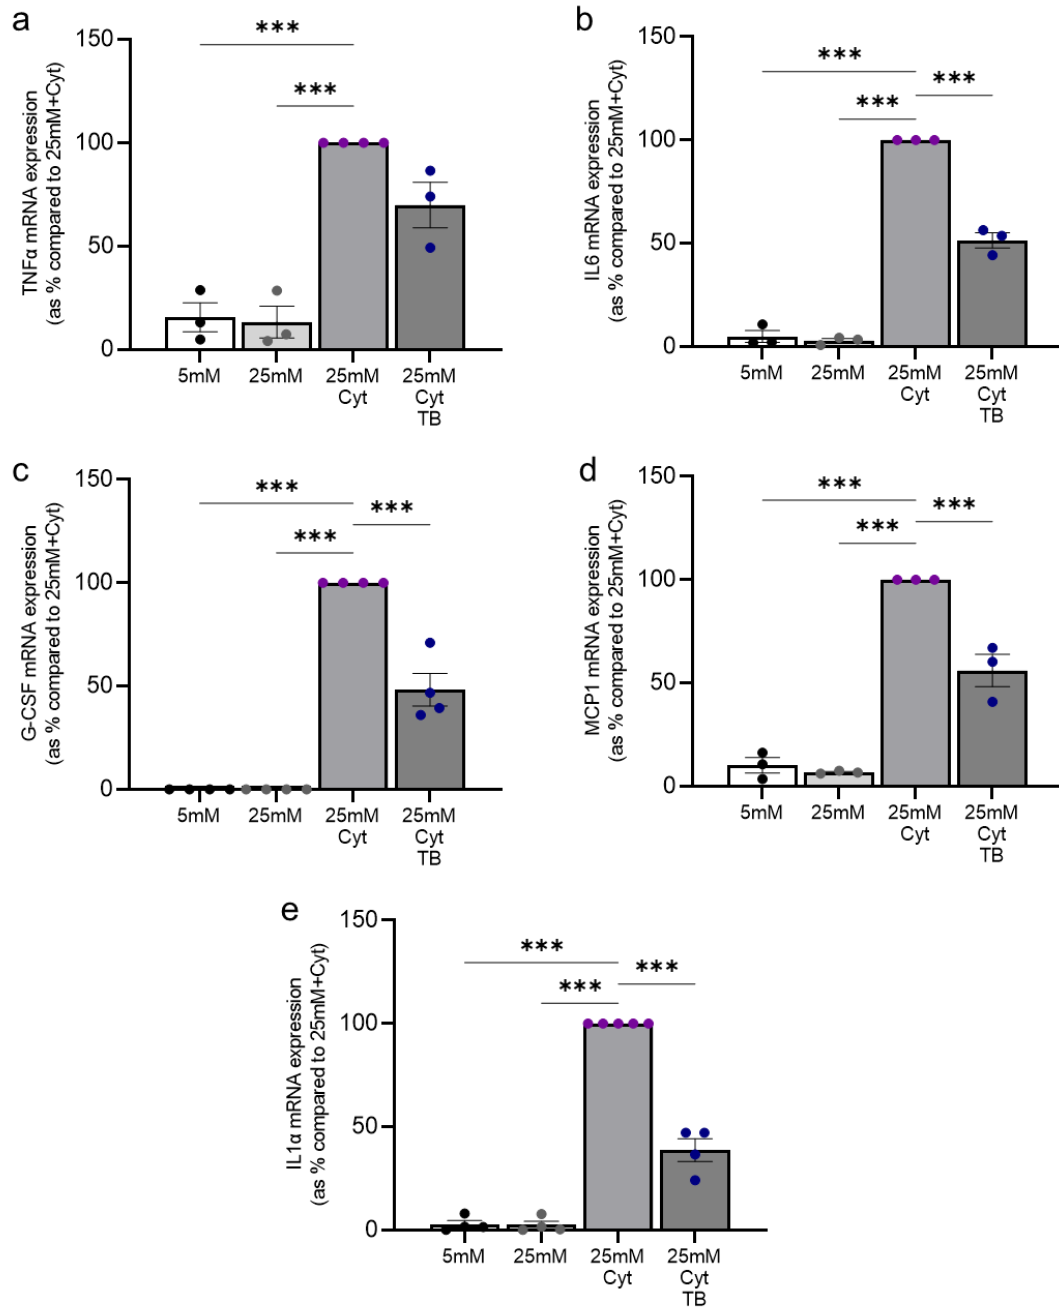 a
TNFα mRNA expression
(as % compared to 25mM+Cyt)
150
100
50
0
***
***
5mM
25mM
25mM
Cyt
25mM
Cyt
TB
b
IL6 mRNA expression
(as % compared to 25mM+Cyt)
150
100
50
0
***
***
***
5mM
25mM
25mM
Cyt
25mM
Cyt
TB
c
G-CSF mRNA expression
(as % compared to 25mM+Cyt)
150
100
50
0
***
***
***
5mM
25mM
25mM
Cyt
25mM
Cyt
TB
d
MCP1 mRNA expression
(as % compared to 25mM+Cyt)
150
100
50
0
***
***
***
5mM
25mM
25mM
Cyt
25mM
Cyt
TB
e
IL1α mRNA expression
(as % compared to 25mM+Cyt)
150
100
50
0
***
***
***
5mM
25mM
25mM
Cyt
25mM
Cyt
TB